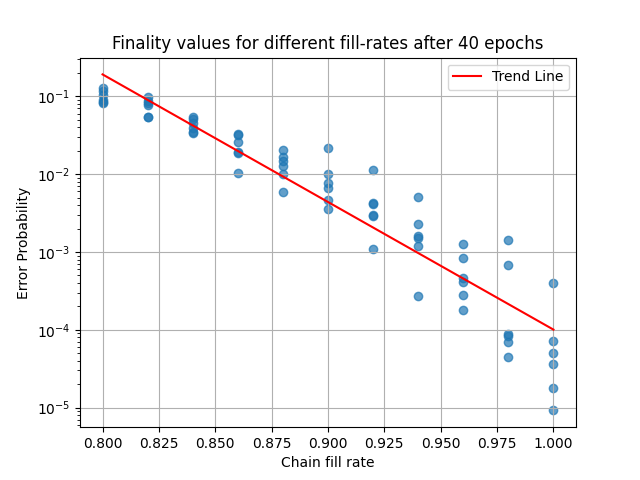 Finality values for different fill-rates after 40 epochs
Trend Line
Error Probability
10⁻¹
10⁻²
10⁻³
10⁻⁴
10⁻⁵
0.800 0.825 0.850 0.875 0.900 0.925 0.950 0.975 1.000
Chain fill rate